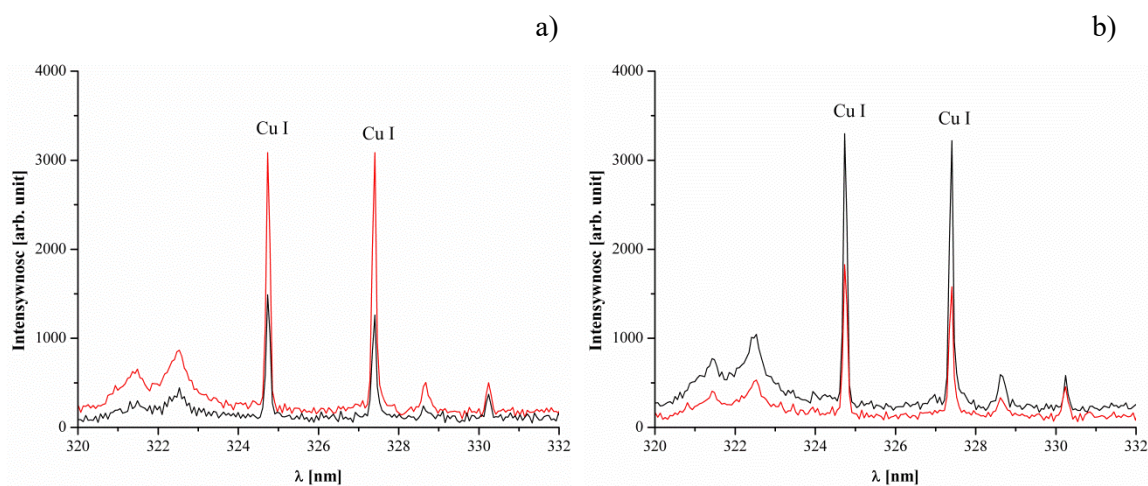 a)
4000
3000
2000
1000
0
Intensywnosc [arb. unit]
Cu I
Cu I
320 322 324 326 328 330 332
λ [nm]
b)
4000
3000
2000
1000
0
Intensywnosc [arb. unit]
Cu I
Cu I
320 322 324 326 328 330 332
λ [nm]